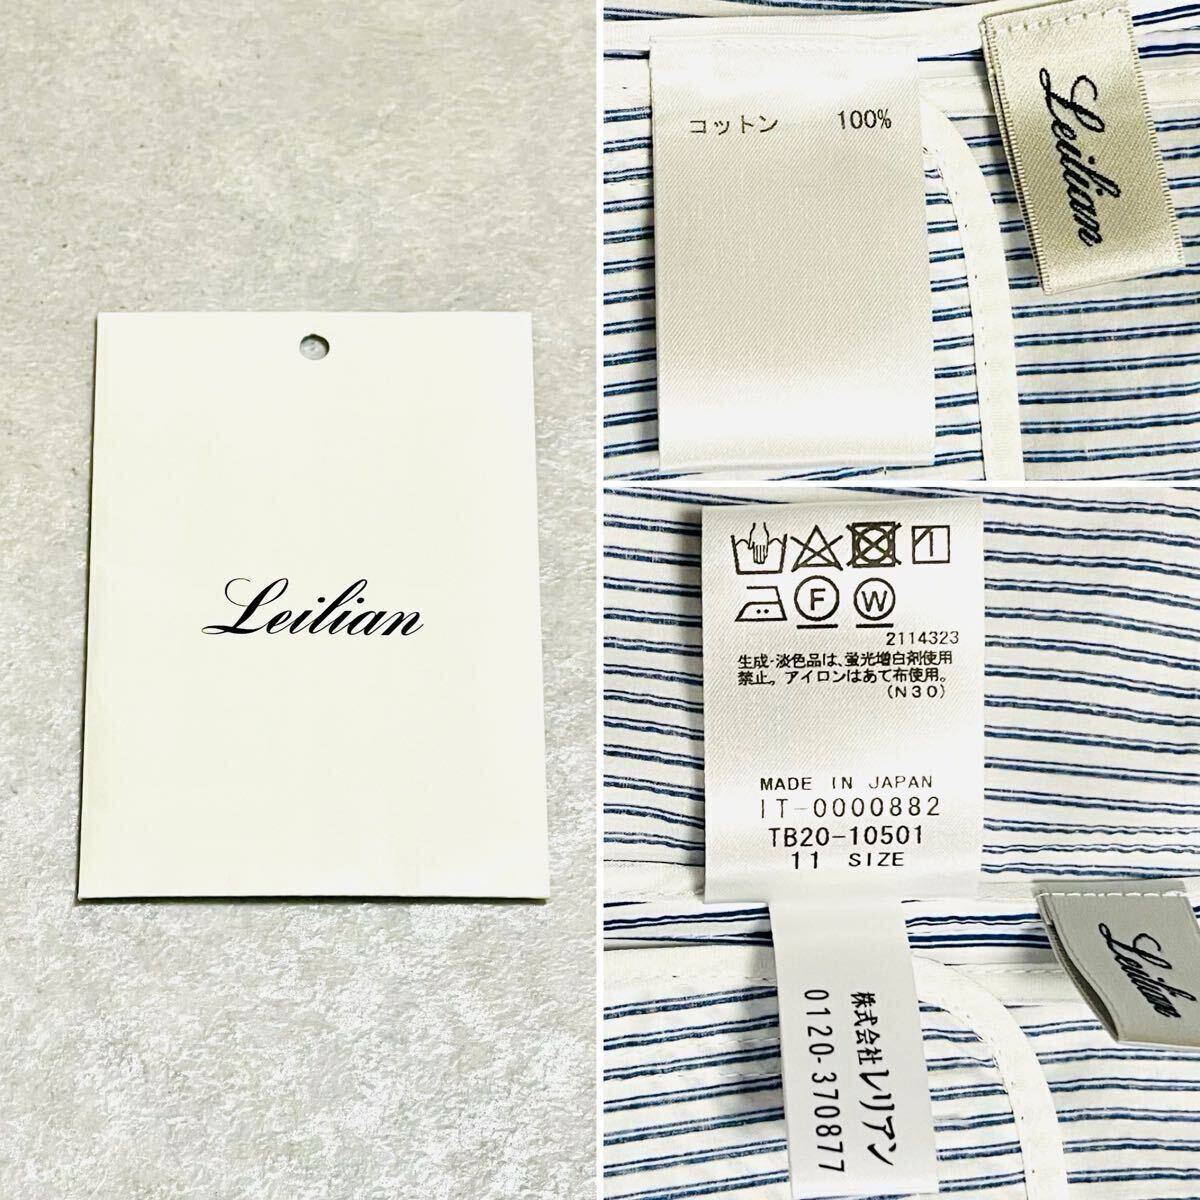 Leilian
コットン 100%
Leilian
F W
2114323
生成・淡色品は、蛍光増白剤使用
禁止。アイロンはあて布使用。
(N30)
MADE IN JAPAN
IT-0000882
TB20-10501
11 SIZE
Leilian
株式会社レリアン
0120-370877